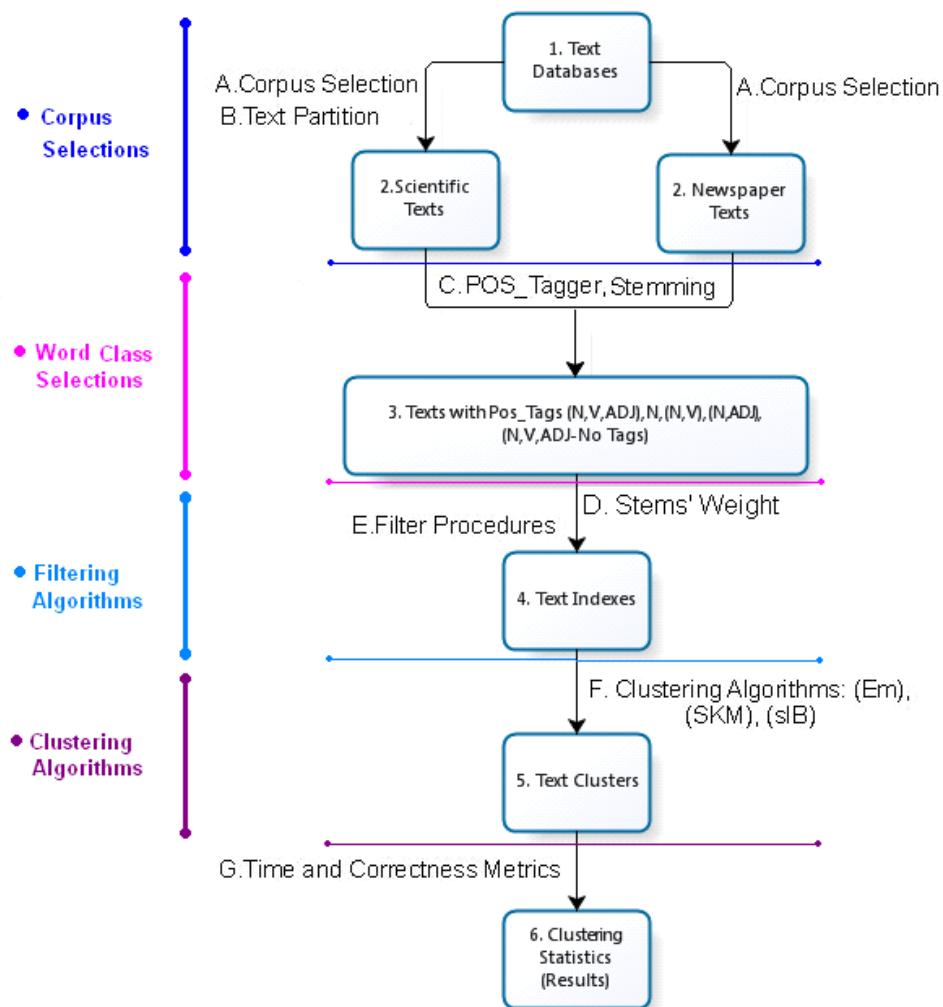 1. Text
Databases
A.Corpus Selection
B.Text Partition
A.Corpus Selection
Corpus
Selections
2.Scientific
Texts
2. Newspaper
Texts
C.POS_Tagger, Stemming
Word Class
Selections
3. Texts with Pos_Tags (N,V,ADJ),N,(N,V),(N,ADJ),
(N,V,ADJ-No Tags)
D. Stems' Weight
E.Filter Procedures
Filtering
Algorithms
4. Text Indexes
F. Clustering Algorithms: (Em),
(SKM), (sIB)
Clustering
Algorithms
5. Text Clusters
G.Time and Correctness Metrics
6. Clustering
Statistics
(Results)